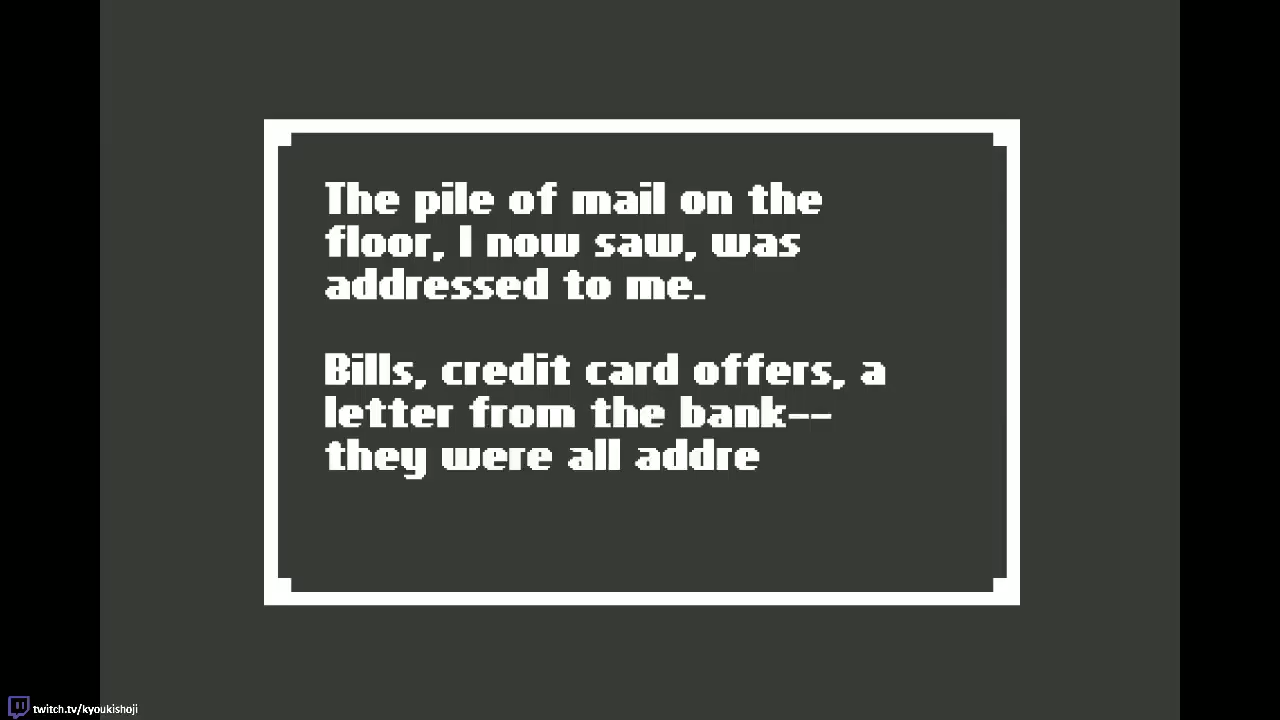 The pile of mail on the
floor, I now saw, was
addressed to me.
Bills, credit card offers, a
letter from the bank--
they were all addre
twitch.tv/kyoukishoji